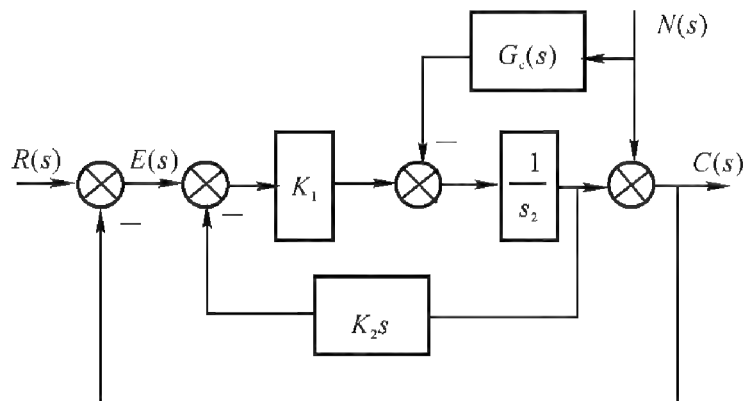 N(s)
G_c(s)
−
R(s) E(s) K_1 1 C(s)
s_2
− −
K_2s